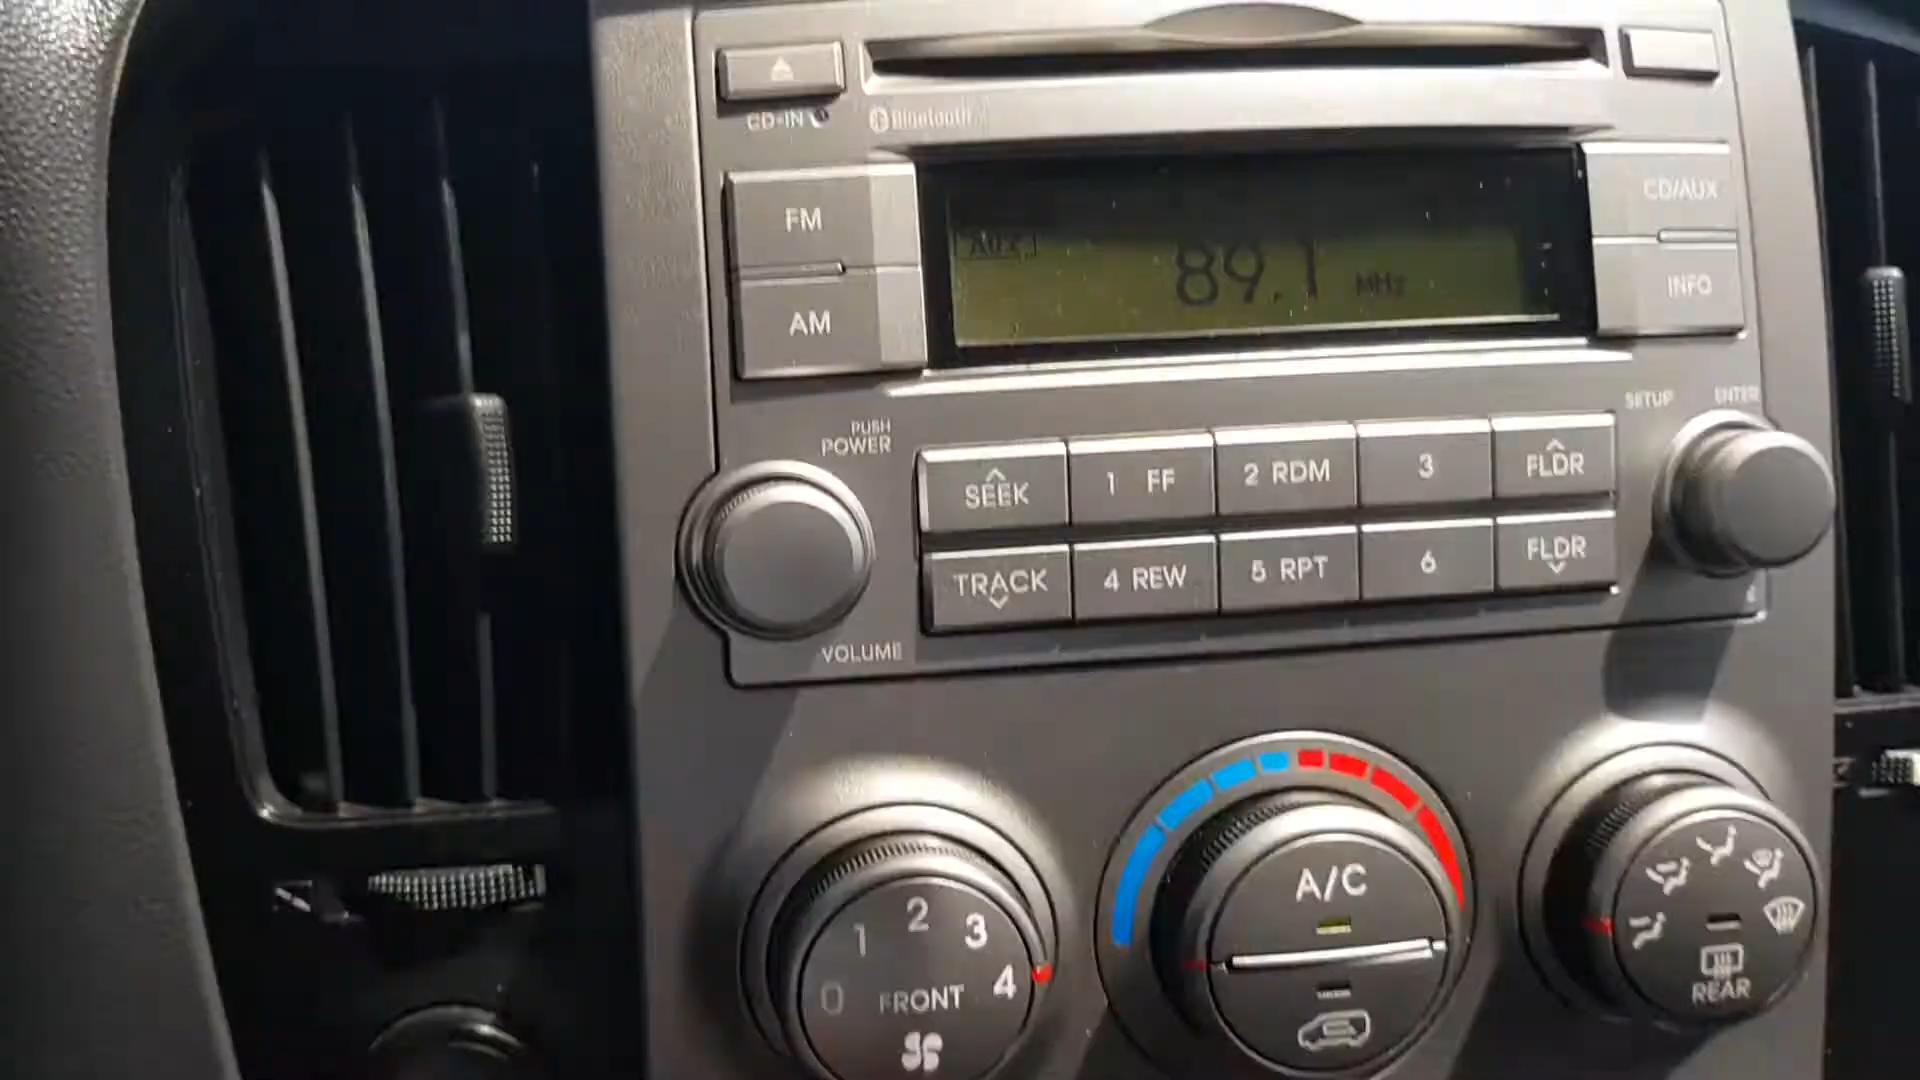 CD-IN
Bluetooth
FM
AM
AUX
89.1 MHz
CD/AUX
INFO
PUSH
POWER
VOLUME
SETUP
ENTER
SEEK
1 FF
2 RDM
3
FLDR
TRACK
4 REW
5 RPT
6
FLDR
0 1 2 3 4
FRONT
A/C
REAR